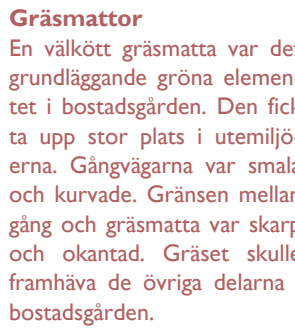 Gräsmattor
En välkött gräsmatta var det
grundläggande gröna elemen-
tet i bostadsgården. Den fick
ta upp stor plats i utemiljö-
erna. Gångvägarna var smala
och kurvade. Gränsen mellan
gång och gräsmatta var skarp
och okantad. Gräset skulle
framhäva de övriga delarna
bostadsgården.